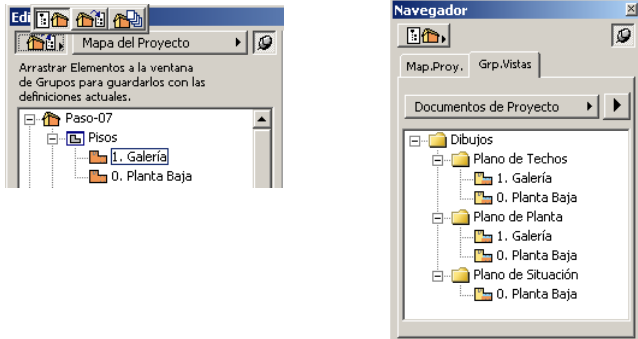 Edi
Mapa del Proyecto
Arrastrar Elementos a la ventana
de Grupos para guardarlos con las
definiciones actuales.
Paso-07
Pisos
1. Galería
0. Planta Baja
Navegador
Map.Proy.
Grp.Vistas
Documentos de Proyecto
Dibujos
Plano de Techos
1. Galería
0. Planta Baja
Plano de Planta
1. Galería
0. Planta Baja
Plano de Situación
0. Planta Baja